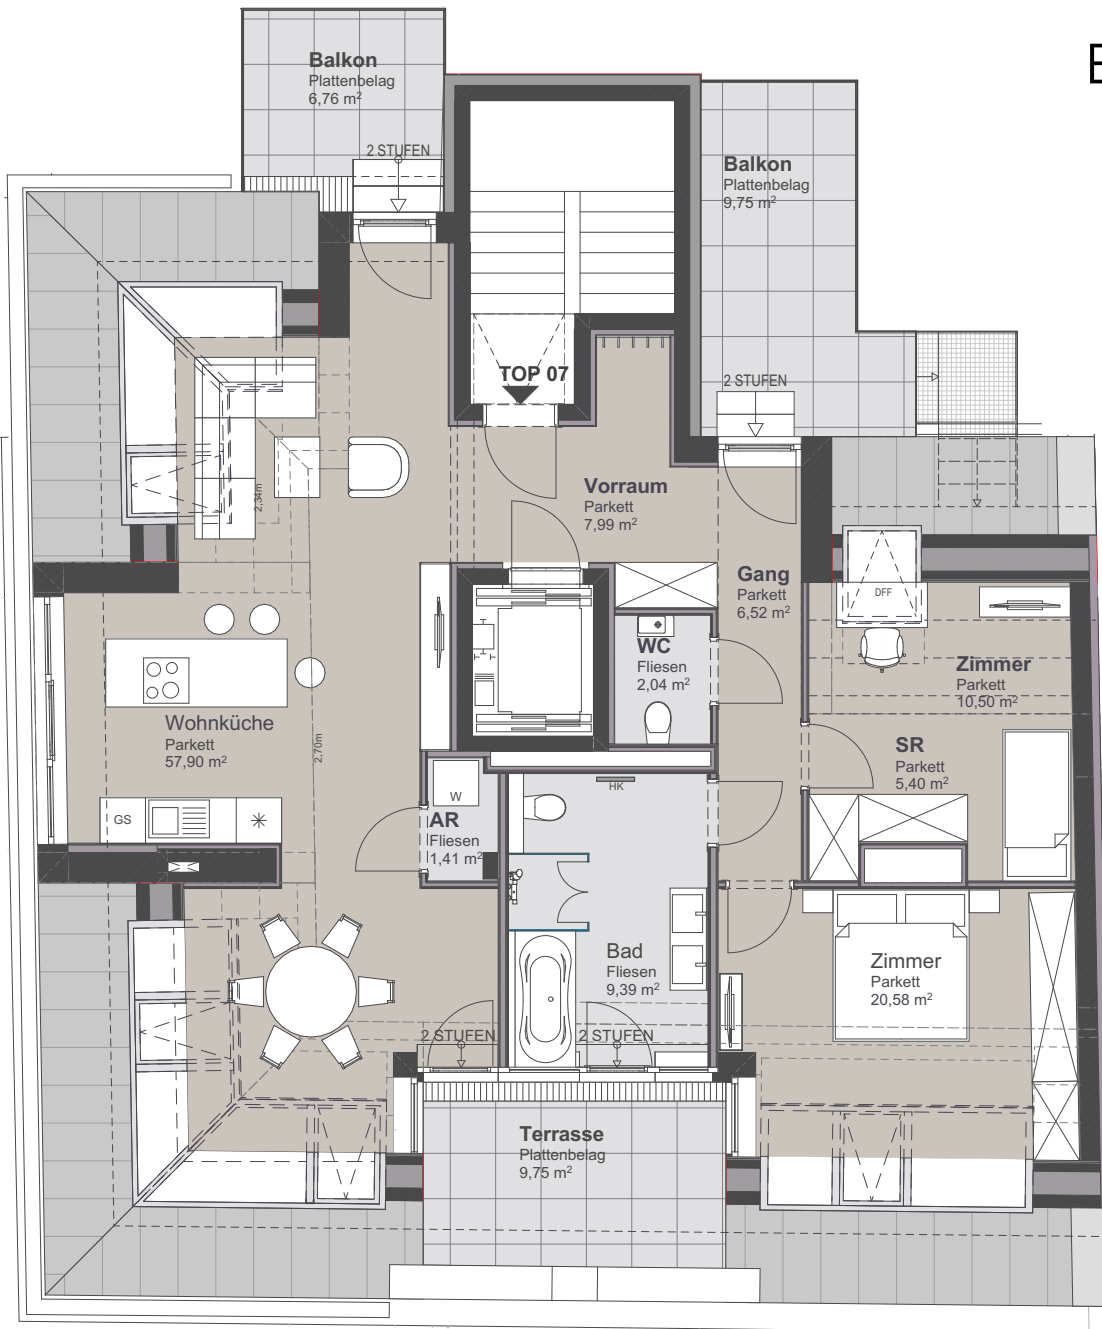 Balkon
Plattenbelag
6,76 m²
2 STUFEN
Balkon
Plattenbelag
9,75 m²
TOP 07
2 STUFEN
2,34m
Vorraum
Parkett
7,99 m²
Gang
Parkett
6,52 m²
DFF
WC
Fliesen
2,04 m²
Zimmer
Parkett
10,50 m²
Wohnküche
Parkett
57,90 m²
2,70m
SR
Parkett
5,40 m²
HK
W
GS
AR
Fliesen
1,41 m²
Bad
Fliesen
9,39 m²
Zimmer
Parkett
20,58 m²
2 STUFEN
2 STUFEN
Terrasse
Plattenbelag
9,75 m²